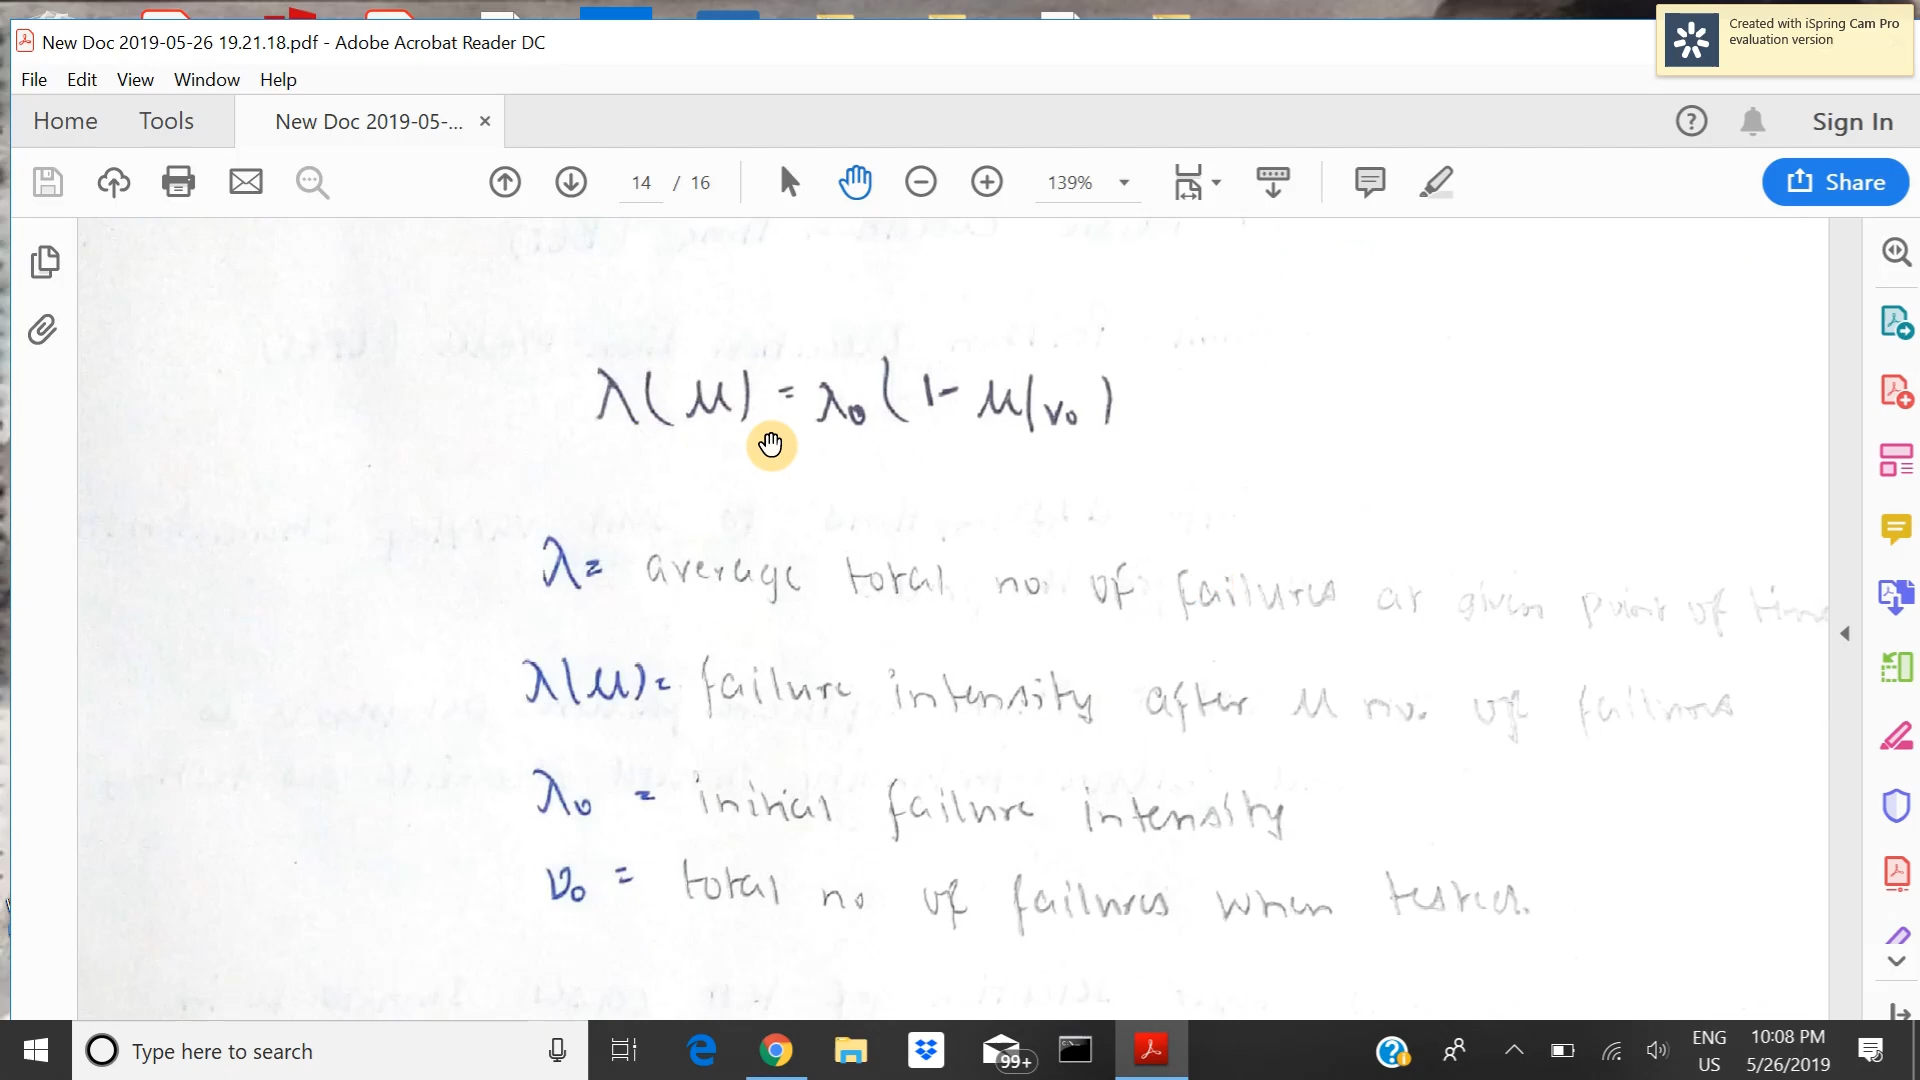 Created with iSpring Cam Pro
evaluation version
New Doc 2019-05-26 19.21.18.pdf - Adobe Acrobat Reader DC
File Edit View Window Help
Home Tools New Doc 2019-05-... × Sign In
14 / 16 139% Share
λ(μ) = λ0 (1 - μ/v0)
λ= average total no of failures at given point of time
λ(μ)= failure intensity after μ no. of failures
λ0 = initial failure intensity
v0 = total no of failures when tested.
Type here to search
99+
ENG
US
10:08 PM
5/26/2019